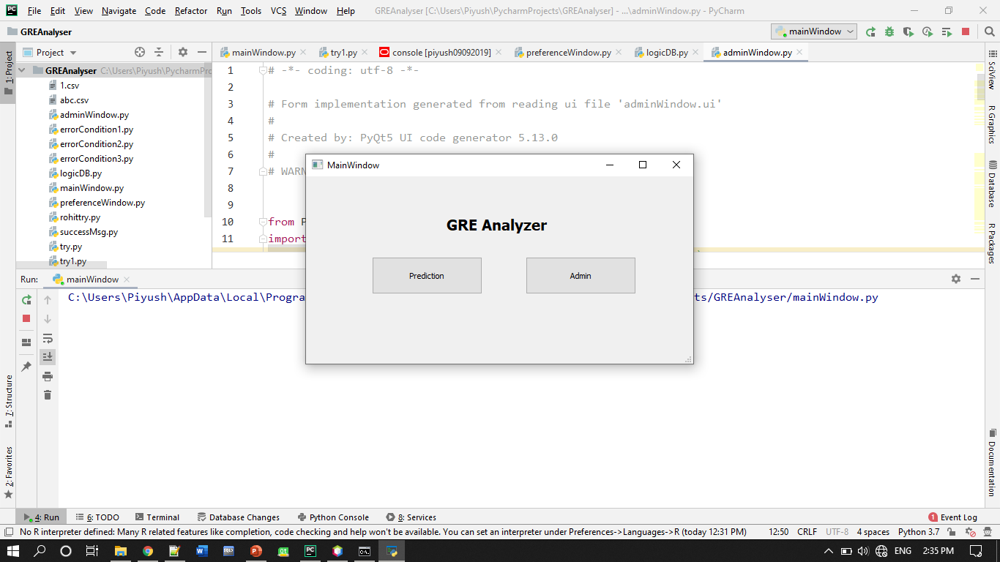 File Edit View Navigate Code Refactor Run Tools VCS Window Help GREAnalyser [C:\Users\Piyush\PycharmProjects\GREAnalyser] - ...\adminWindow.py - PyCharm
GREAnalyser mainWindow
Project mainWindow.py try1.py console [piyush09092019] preferenceWindow.py logicDB.py adminWindow.py
1: Project
GREAnalyser C:\Users\Piyush\PycharmPro
1.csv
abc.csv
adminWindow.py
errorCondition1.py
errorCondition2.py
errorCondition3.py
logicDB.py
mainWindow.py
preferenceWindow.py
rohittry.py
successMsg.py
try.py
try1.py
1 # -*- coding: utf-8 -*-
2
3 # Form implementation generated from reading ui file 'adminWindow.ui'
4 #
5 # Created by: PyQt5 UI code generator 5.13.0
6 #
7 # WARN
8
9
10 from P
11 import
MainWindow
GRE Analyzer
Prediction Admin
SciView
R Graphics
Database
R Packages
Documentation
Run: mainWindow
C:\Users\Piyush\AppData\Local\Progra ts/GREAnalyser/mainWindow.py
7: Structure
2: Favorites
4: Run 6: TODO Terminal Database Changes Python Console 8: Services 1 Event Log
No R interpreter defined: Many R related features like completion, code checking and help won't be available. You can set an interpreter under Preferences->Languages->R (today 12:31 PM) 12:50 CRLF UTF-8 4 spaces Python 3.7
ENG 2:35 PM